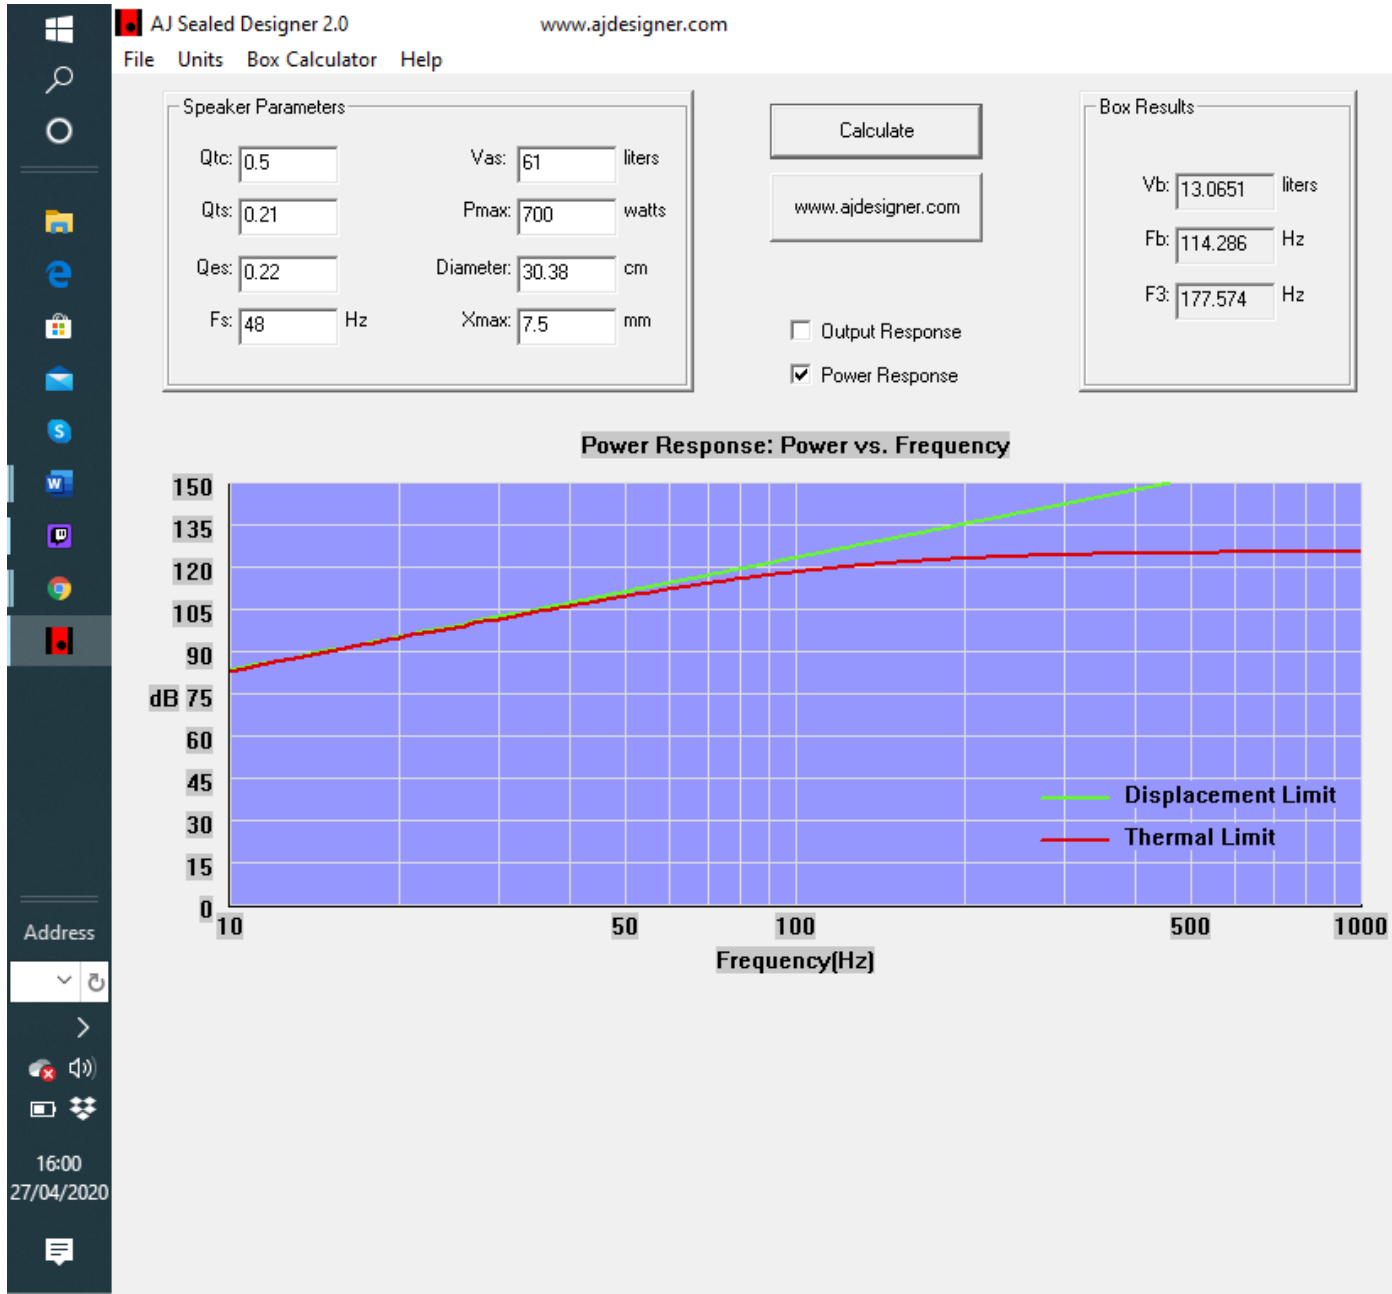 AJ Sealed Designer 2.0 www.ajdesigner.com
File Units Box Calculator Help
Speaker Parameters
Qtc: 0.5 Vas: 61 liters
Qts: 0.21 Pmax: 700 watts
Qes: 0.22 Diameter: 30.38 cm
Fs: 48 Hz Xmax: 7.5 mm
Calculate
www.ajdesigner.com
Output Response
Power Response
Box Results
Vb: 13.0651 liters
Fb: 114.286 Hz
F3: 177.574 Hz
Power Response: Power vs. Frequency
150
135
120
105
90
dB 75
60
45
30
15
0
Displacement Limit
Thermal Limit
10 50 100 500 1000
Frequency(Hz)
Address
16:00
27/04/2020